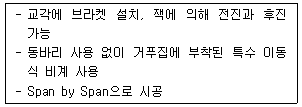 - 교각에 브라켓 설치, 잭에 의해 전진과 후진
가능
- 동바리 사용 없이 거푸집에 부착된 특수 이동
식 비계 사용
- Span by Span으로 시공